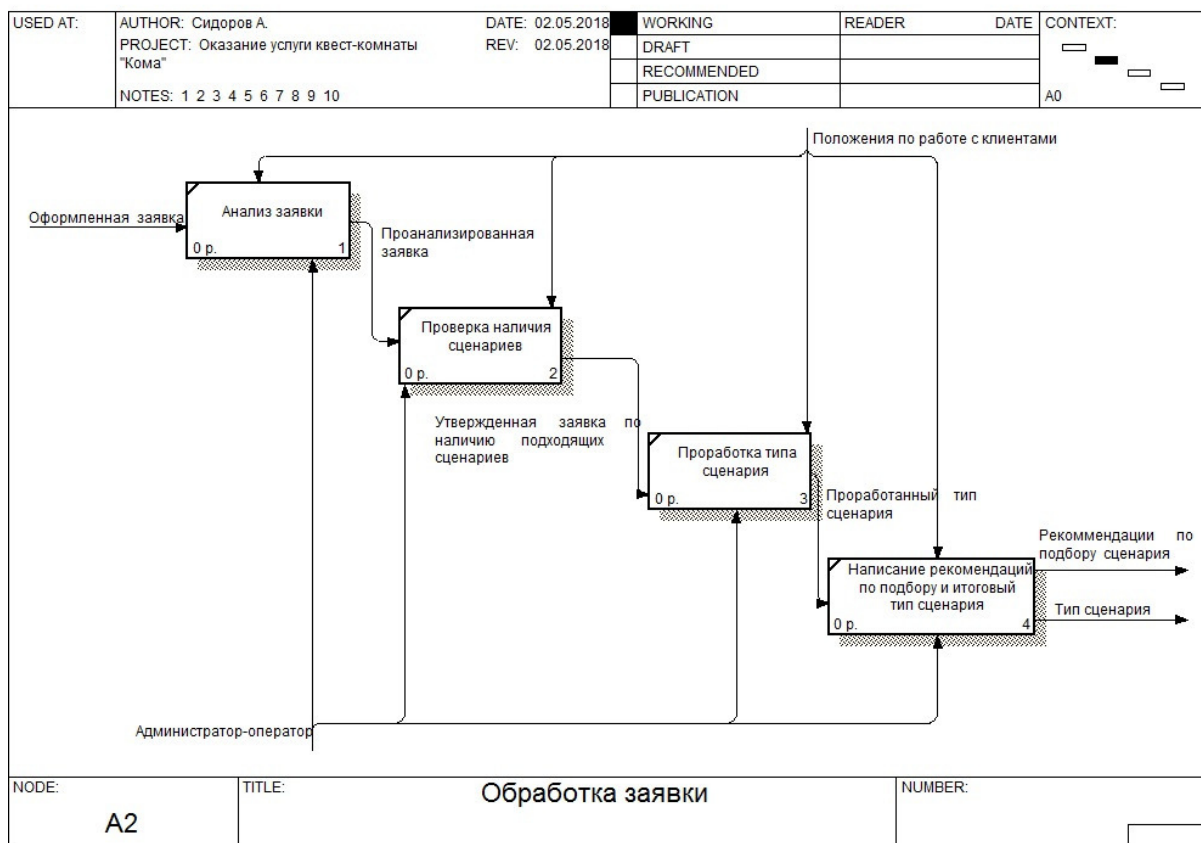 USED AT:
AUTHOR: Сидоров А.
DATE: 02.05.2018
PROJECT: Оказание услуги квест-комнаты
"Кома"
REV: 02.05.2018
NOTES: 1 2 3 4 5 6 7 8 9 10
WORKING
DRAFT
RECOMMENDED
PUBLICATION
READER DATE
CONTEXT:
A0
Положения по работе с клиентами
Оформленная заявка
Анализ заявки
0 р. 1
Проанализированная
заявка
Проверка наличия
сценариев
0 р. 2
Утвержденная заявка по
наличию подходящих
сценариев
Проработка типа
сценария
0 р. 3
Проработанный тип
сценария
Написание рекомендаций
по подбору и итоговый
тип сценария
0 р. 4
Рекоммендации по
подбору сценария
Тип сценария
Администратор-оператор
NODE:
A2
TITLE:
Обработка заявки
NUMBER: